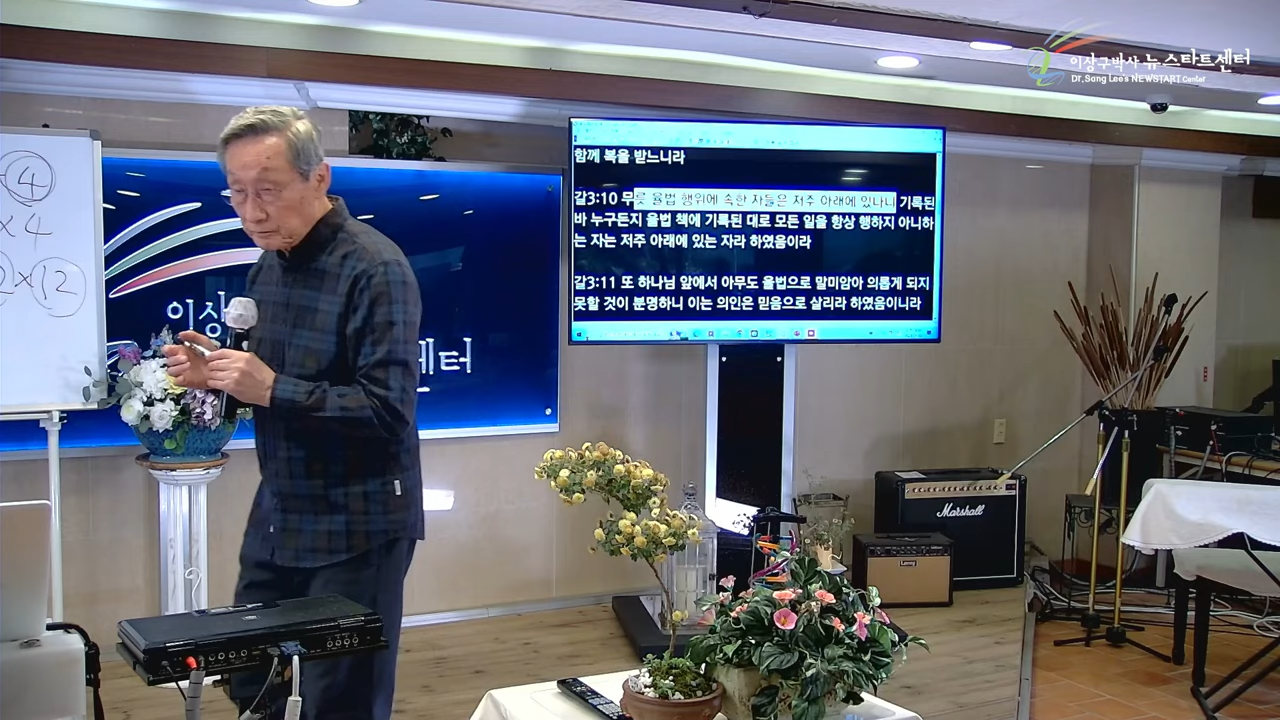 이상구박사 뉴스타트센터
Dr. Sang Lee's NEWSTART Center
4
x 4
2x12
이상
센터
함께 복을 받느니라
갈3:10 무릇 율법 행위에 속한 자들은 저주 아래에 있나니 기록된
바 누구든지 율법 책에 기록된 대로 모든 일을 항상 행하지 아니하
는 자는 저주 아래에 있는 자라 하였음이라
갈3:11 또 하나님 앞에서 아무도 율법으로 말미암아 의롭게 되지
못할 것이 분명하니 이는 의인은 믿음으로 살리라 하였음이니라
Marshall
Laney